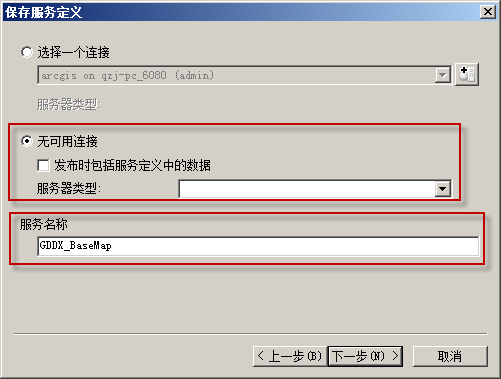 保存服务定义
选择一个连接
arcgis on qzj-pc_6080 (admin)
服务器类型:
无可用连接
发布时包括服务定义中的数据
服务器类型:
服务名称
GDDX_BaseMap
< 上一步(B) 下一步(N) > 取消